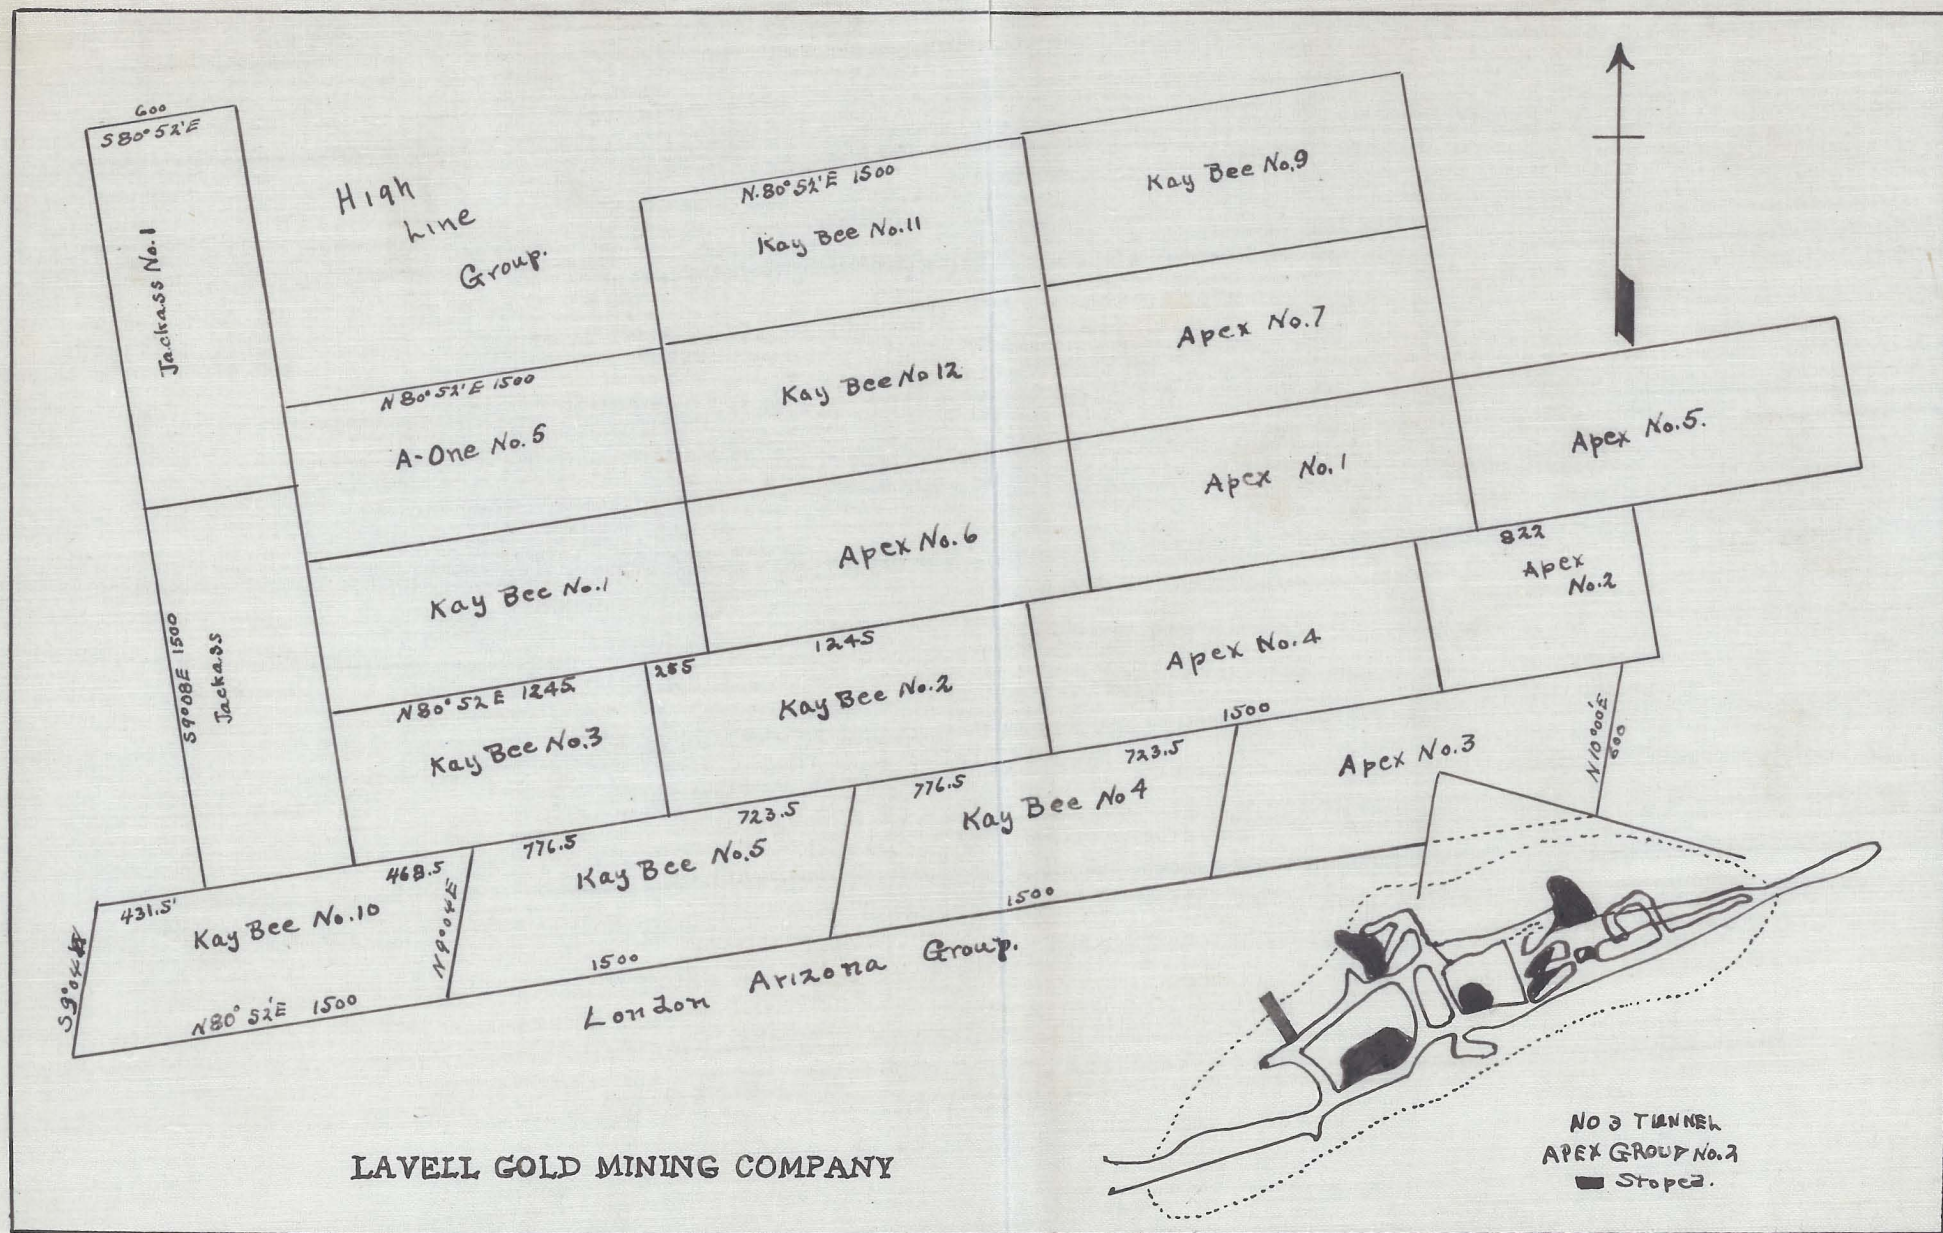 600
S80°52'E
Jackass No.1
High
Line
Group.
N.80°52'E 1500
Kay Bee No.11
Kay Bee No.9
N80°52'E 1500
A-One No.5
Kay Bee No 12
Apex No.7
Kay Bee No.1
Apex No.6
Apex No.1
Apex No.5.
S9°08E 1500
Jackass
N80°52E 1245
Kay Bee No.3
255
1245
Kay Bee No.2
Apex No.4
822
Apex
No.2
431.5'
468.5
776.5
723.5
776.5
723.5
1500
Kay Bee No.10
N9°04E
Kay Bee No.5
Kay Bee No 4
Apex No.3
N10°00'E
600
N80°52'E 1500
1500
1500
London Arizona Group.
LAVELL GOLD MINING COMPANY
NO 3 TUNNEL
APEX GROUP No.2
Stopes.